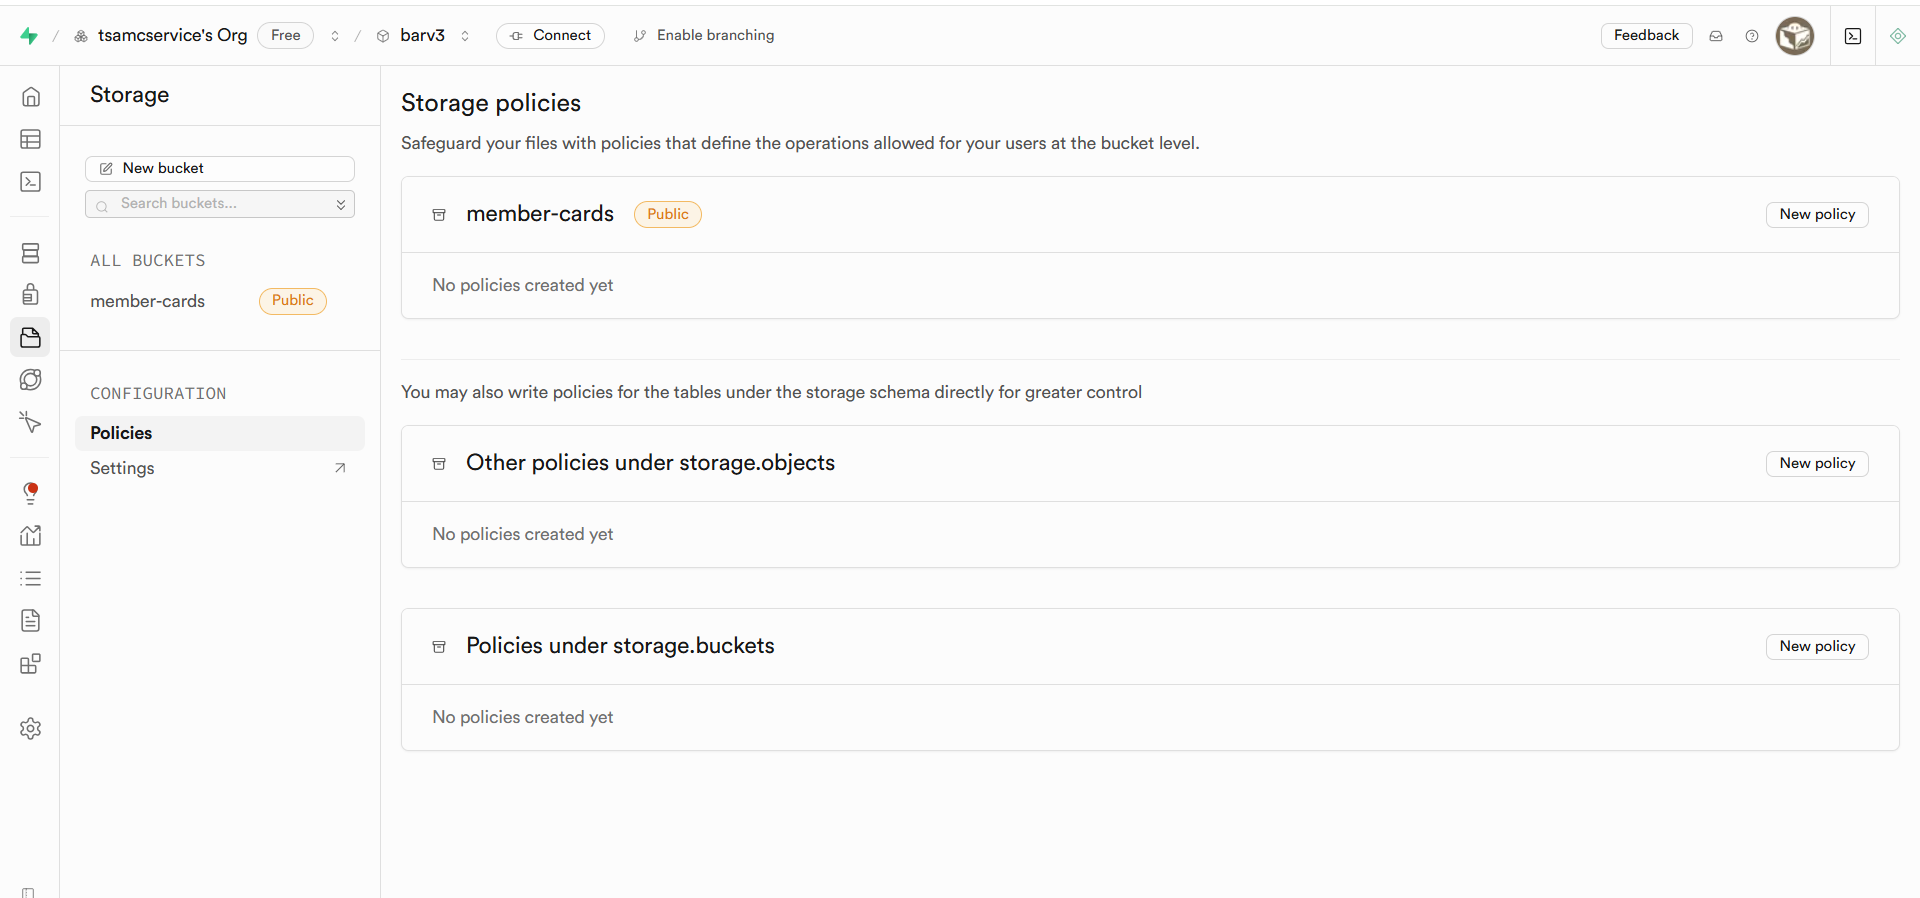 / tsamcservice's Org Free / barv3 Connect Enable branching Feedback
Storage
New bucket
Search buckets...
ALL BUCKETS
member-cards Public
CONFIGURATION
Policies
Settings
Storage policies
Safeguard your files with policies that define the operations allowed for your users at the bucket level.
member-cards Public New policy
No policies created yet
You may also write policies for the tables under the storage schema directly for greater control
Other policies under storage.objects New policy
No policies created yet
Policies under storage.buckets New policy
No policies created yet